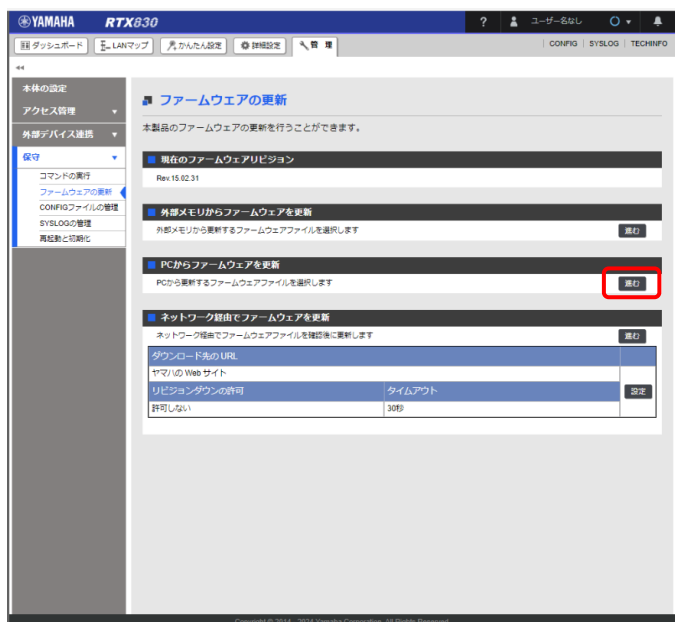 YAMAHA RTX830 ? ユーザー名なし
ダッシュボード LANマップ かんたん設定 詳細設定 管理 CONFIG SYSLOG TECHINFO
本体の設定
アクセス管理
外部デバイス連携
保守
コマンドの実行
ファームウェアの更新
CONFIGファイルの管理
SYSLOGの管理
再起動と初期化
ファームウェアの更新
本製品のファームウェアの更新を行うことができます。
現在のファームウェアリビジョン
Rev.15.02.31
外部メモリからファームウェアを更新
外部メモリから更新するファームウェアファイルを選択します 進む
PCからファームウェアを更新
PCから更新するファームウェアファイルを選択します 進む
ネットワーク経由でファームウェアを更新
ネットワーク経由でファームウェアファイルを確認後に更新します 進む
ダウンロード先の URL
ヤマハの Web サイト
リビジョンダウンの許可 タイムアウト 設定
許可しない 30秒
Copyright © 2014 - 2024 Yamaha Corporation. All Rights Reserved.